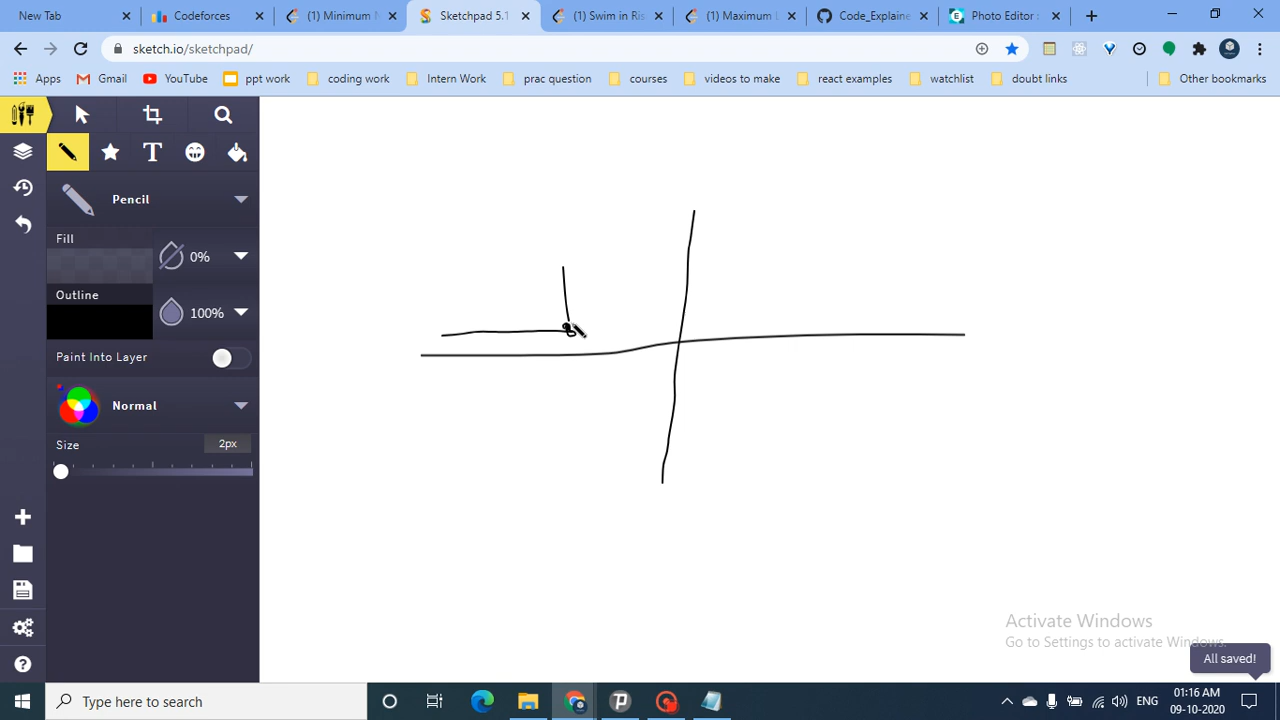 New Tab
Codeforces
(1) Minimum N
Sketchpad 5.1
(1) Swim in Ris
(1) Maximum L
Code_Explaine
Photo Editor :
sketch.io/sketchpad/
Apps
Gmail
YouTube
ppt work
coding work
Intern Work
prac question
courses
videos to make
react examples
watchlist
doubt links
Other bookmarks
Pencil
Fill
0%
Outline
100%
Paint Into Layer
Normal
Size
2px
Activate Windows
Go to Settings to activate Windows.
All saved!
Type here to search
ENG
01:16 AM
09-10-2020